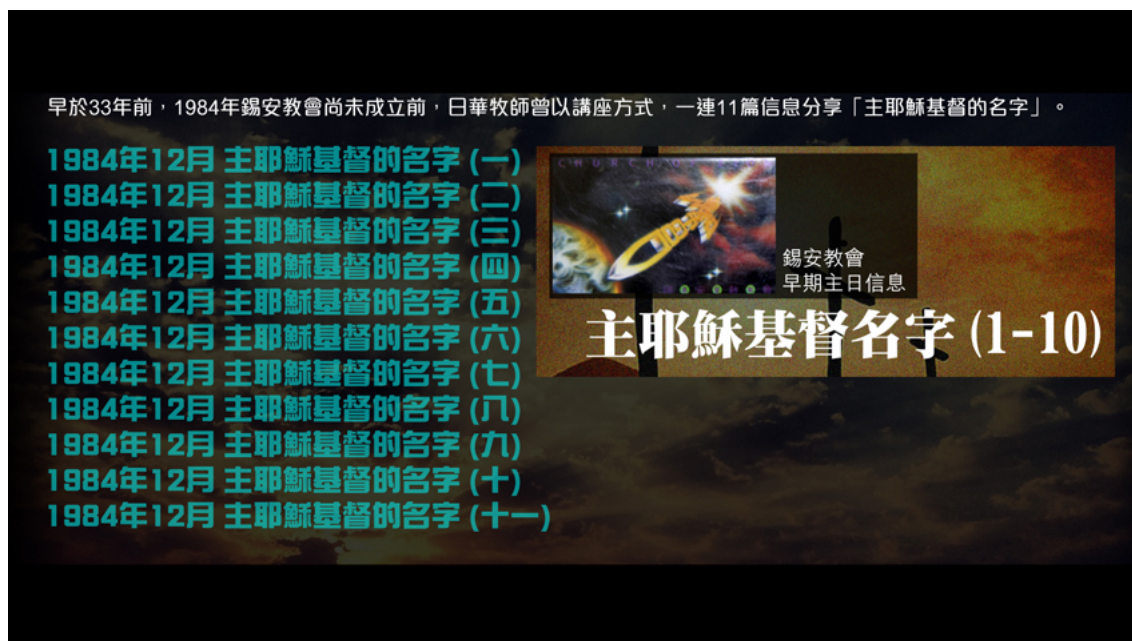 早於33年前，1984年錫安教會尚未成立前，日華牧師曾以講座方式，一連11篇信息分享「主耶穌基督的名字」。
1984年12月 主耶穌基督的名字 (一)
1984年12月 主耶穌基督的名字 (二)
1984年12月 主耶穌基督的名字 (三)
1984年12月 主耶穌基督的名字 (四)
1984年12月 主耶穌基督的名字 (五)
1984年12月 主耶穌基督的名字 (六)
1984年12月 主耶穌基督的名字 (七)
1984年12月 主耶穌基督的名字 (八)
1984年12月 主耶穌基督的名字 (九)
1984年12月 主耶穌基督的名字 (十)
1984年12月 主耶穌基督的名字 (十一)
CHURCH
錫安教會
早期主日信息
主耶穌基督名字 (1-10)